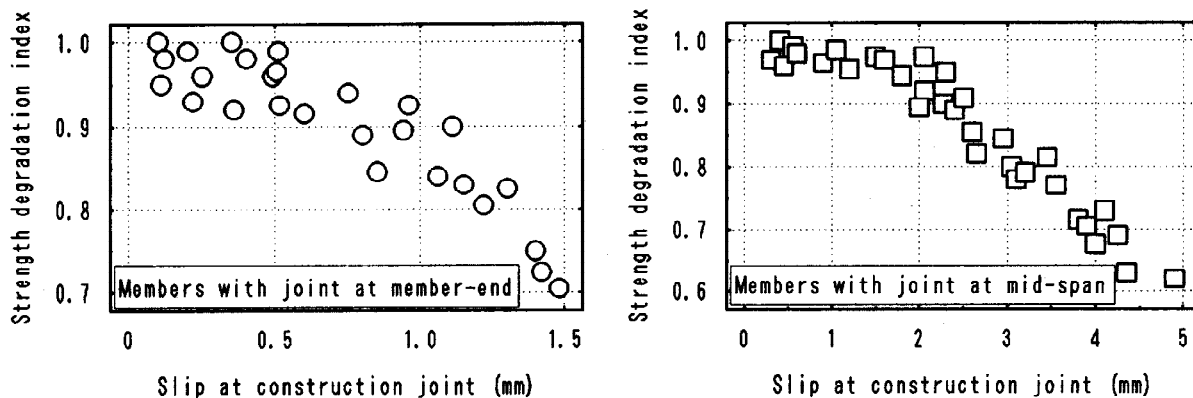 Strength degradation index
1.0
0.9
0.8
0.7
Members with joint at member-end
0 0.5 1.0 1.5
Slip at construction joint (mm)
Strength degradation index
1.0
0.9
0.8
0.7
0.6
Members with joint at mid-span
0 1 2 3 4 5
Slip at construction joint (mm)